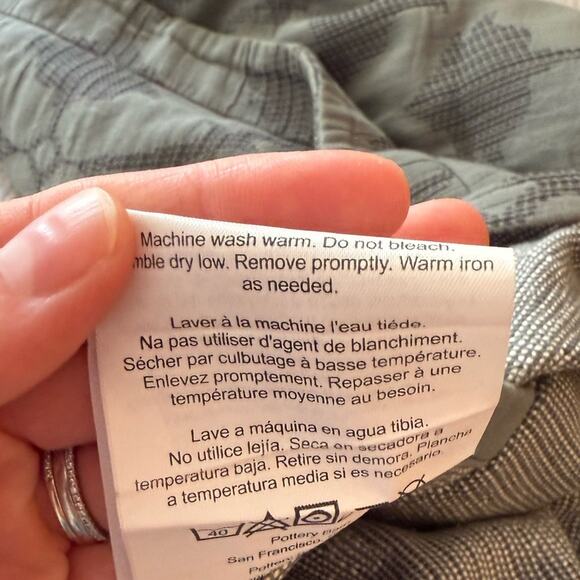 Machine wash warm. Do not bleach.
dry low. Remove promptly. Warm iron
as needed.
Laver à la machine l'eau tiéde.
Na pas utiliser d'agent de blanchiment.
Sécher par culbutage à basse température.
Enlevez promptement. Repasser à une
température moyenne au besoin.
Lave a máquina en agua tibia.
No utilice lejía. Seca en secadora a
temperatura baja. Retire sin demora. Plancha
a temperatura media si es necesario.
40
Pottery
San Francisco
Pottery